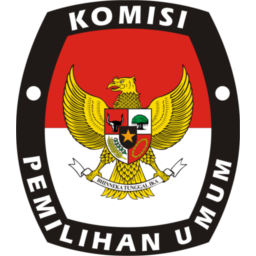 KOMISI
BHINNEKA TUNGGAL IKA
PEMILIHAN UMUM